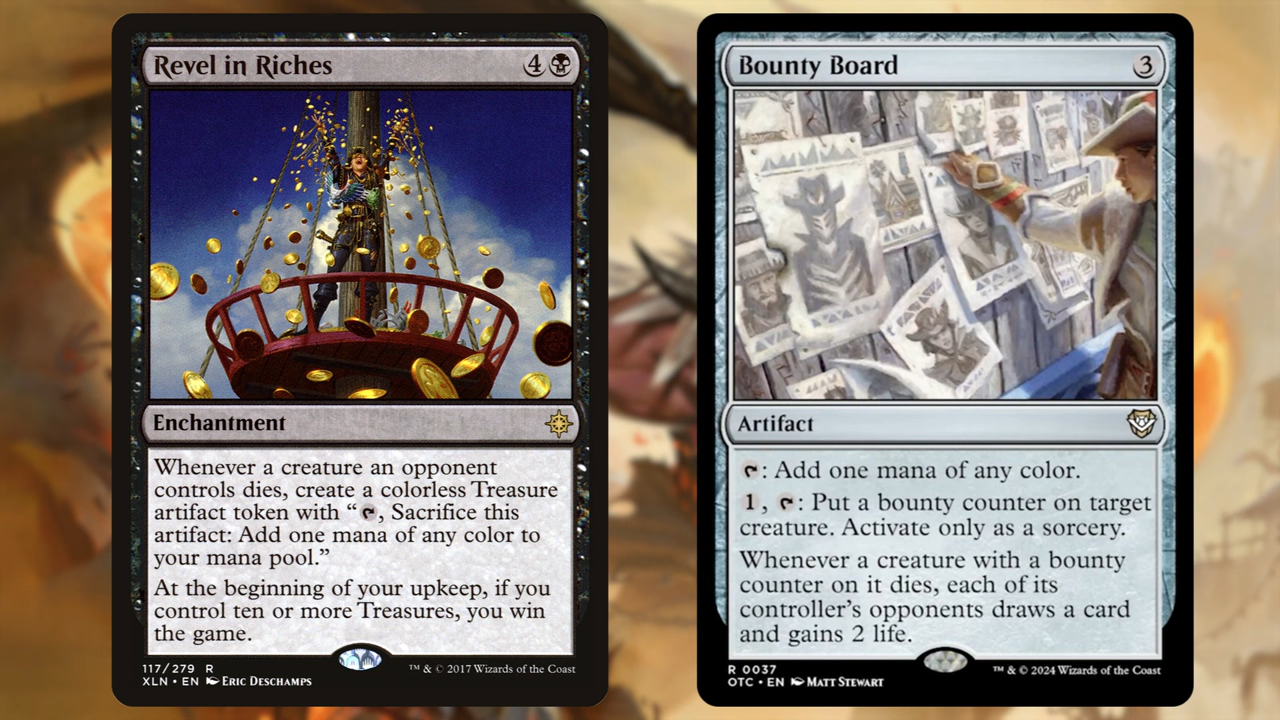 Revel in Riches
4
Enchantment
Whenever a creature an opponent
controls dies, create a colorless Treasure
artifact token with “ , Sacrifice this
artifact: Add one mana of any color to
your mana pool.”
At the beginning of your upkeep, if you
control ten or more Treasures, you win
the game.
117/279 R
XLN • EN Eric Deschamps
™ & © 2017 Wizards of the Coast
Bounty Board
3
Artifact
: Add one mana of any color.
1, : Put a bounty counter on target
creature. Activate only as a sorcery.
Whenever a creature with a bounty
counter on it dies, each of its
controller’s opponents draws a card
and gains 2 life.
R 0037
OTC • EN Matt Stewart
™ & © 2024 Wizards of the Coast